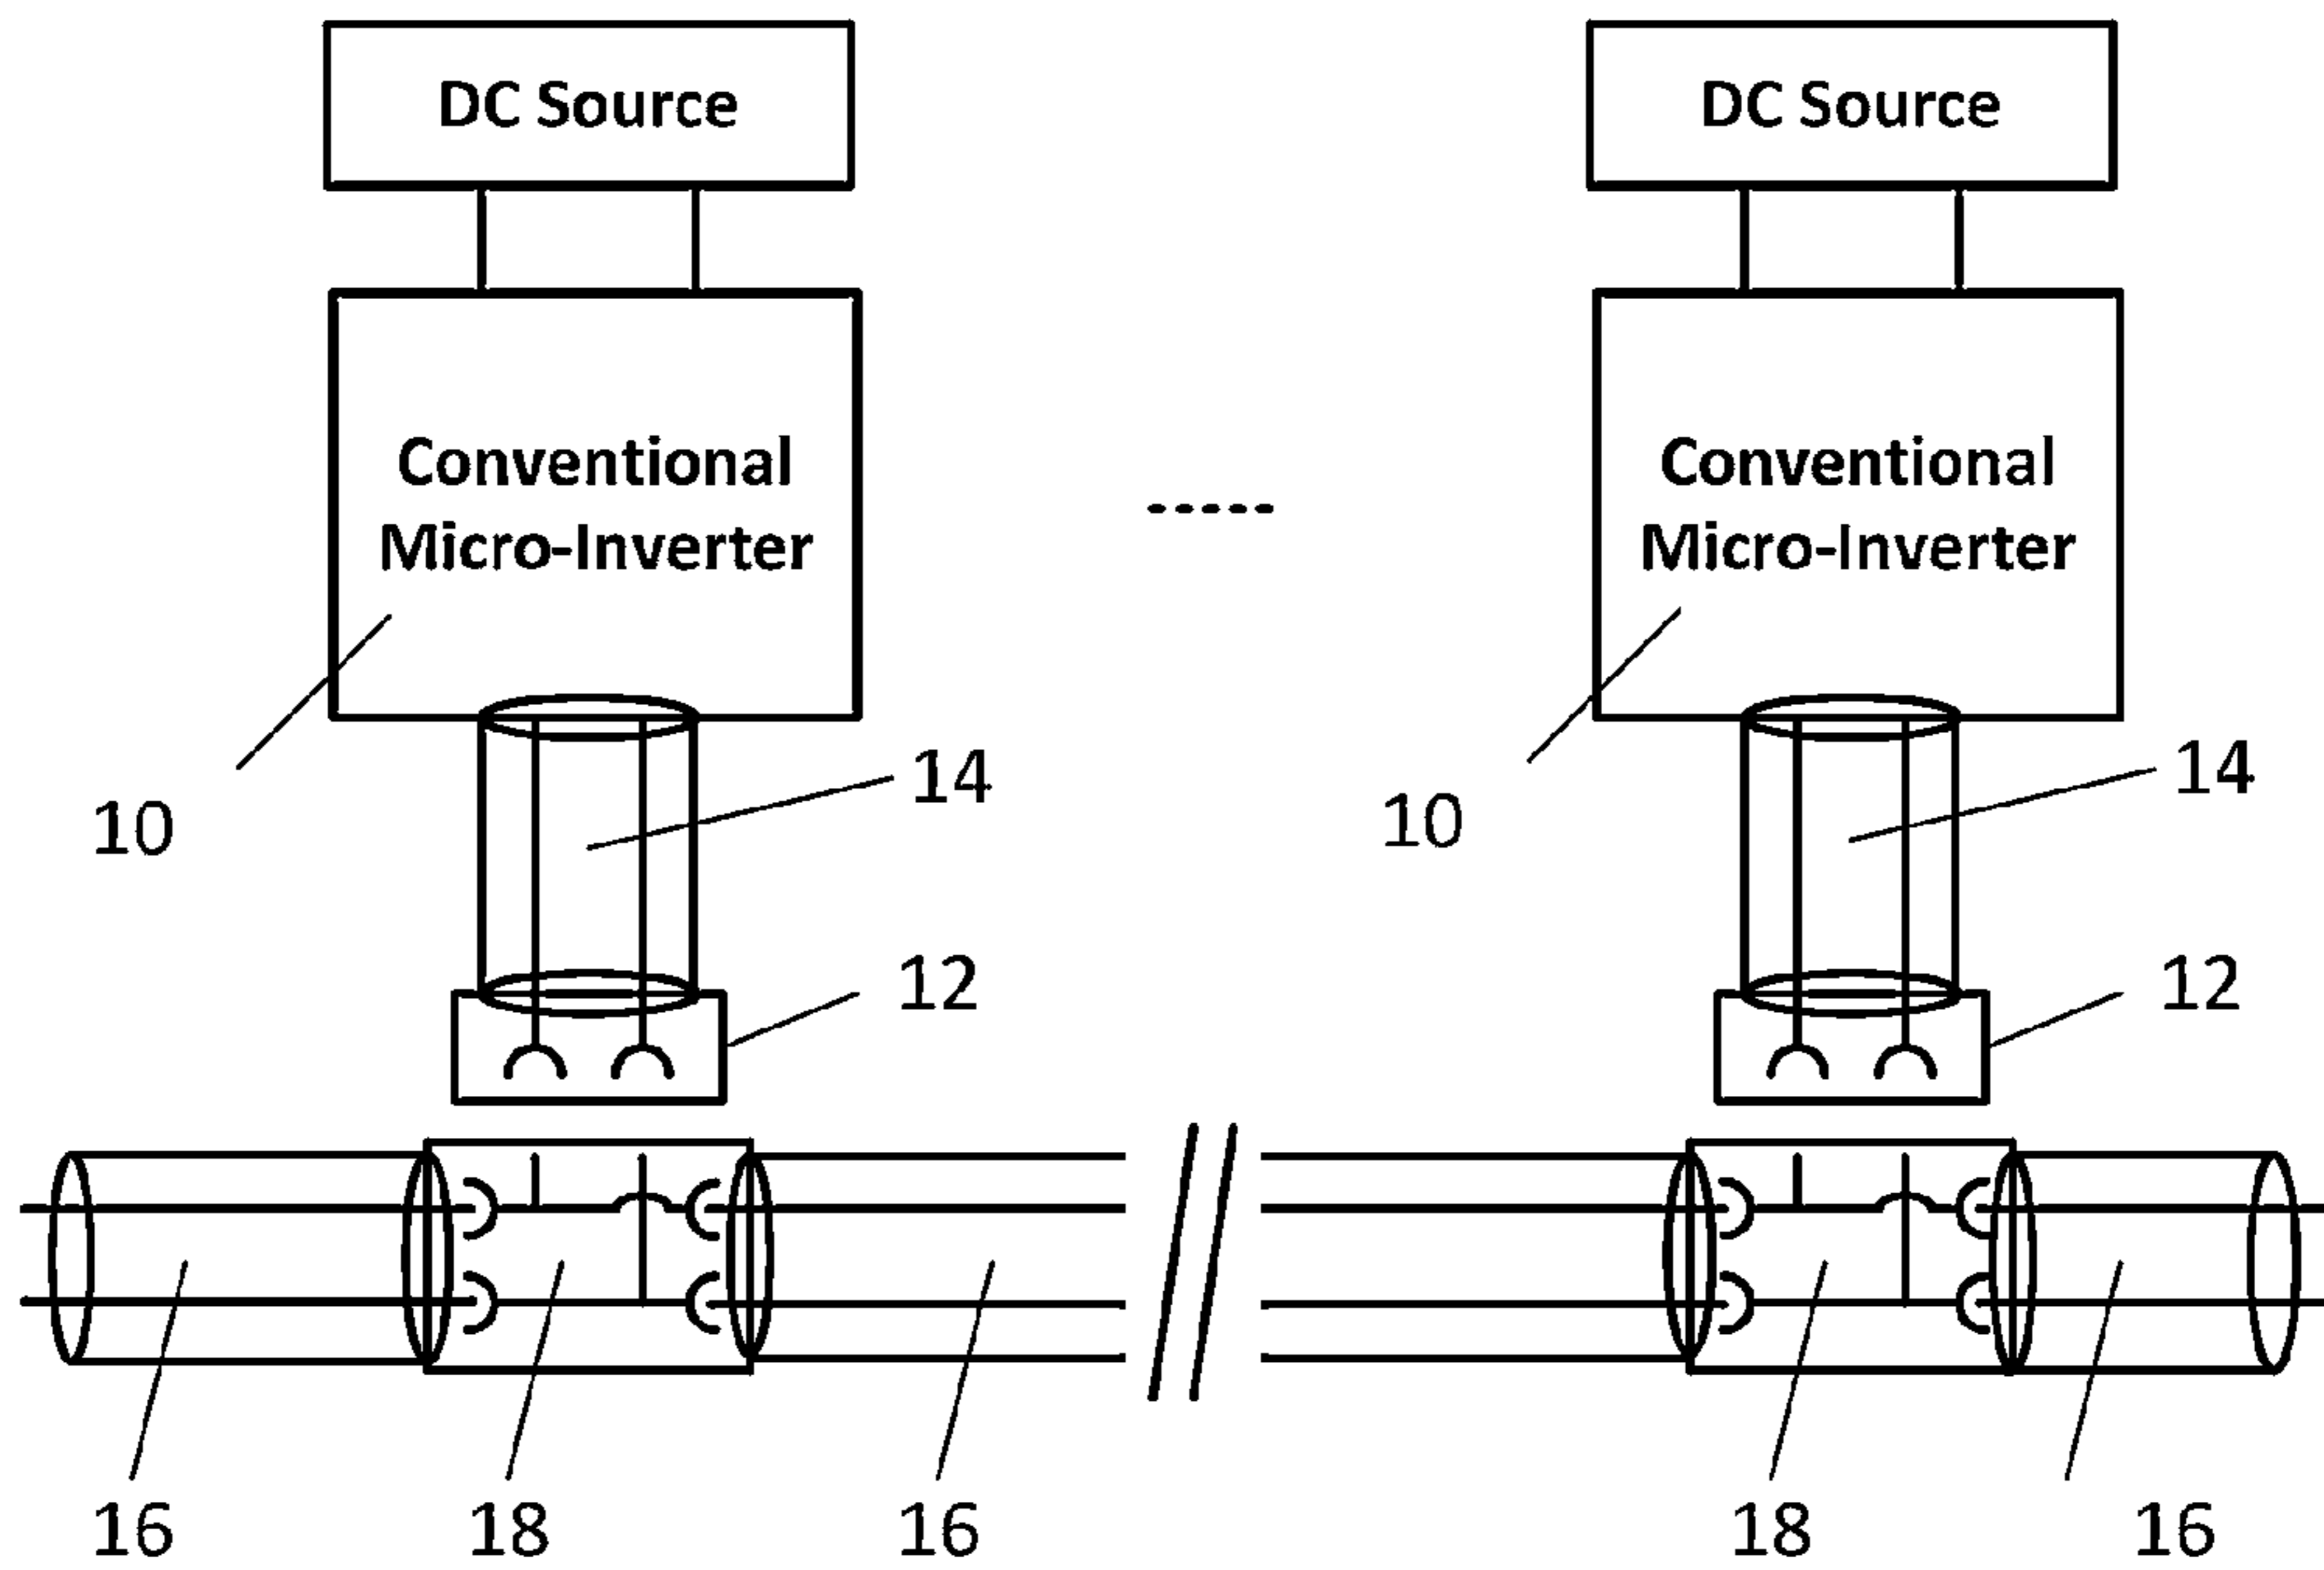 DC Source
DC Source
Conventional
Micro-Inverter
Conventional
Micro-Inverter
-----
14
14
10
10
12
12
16
18
16
18
16